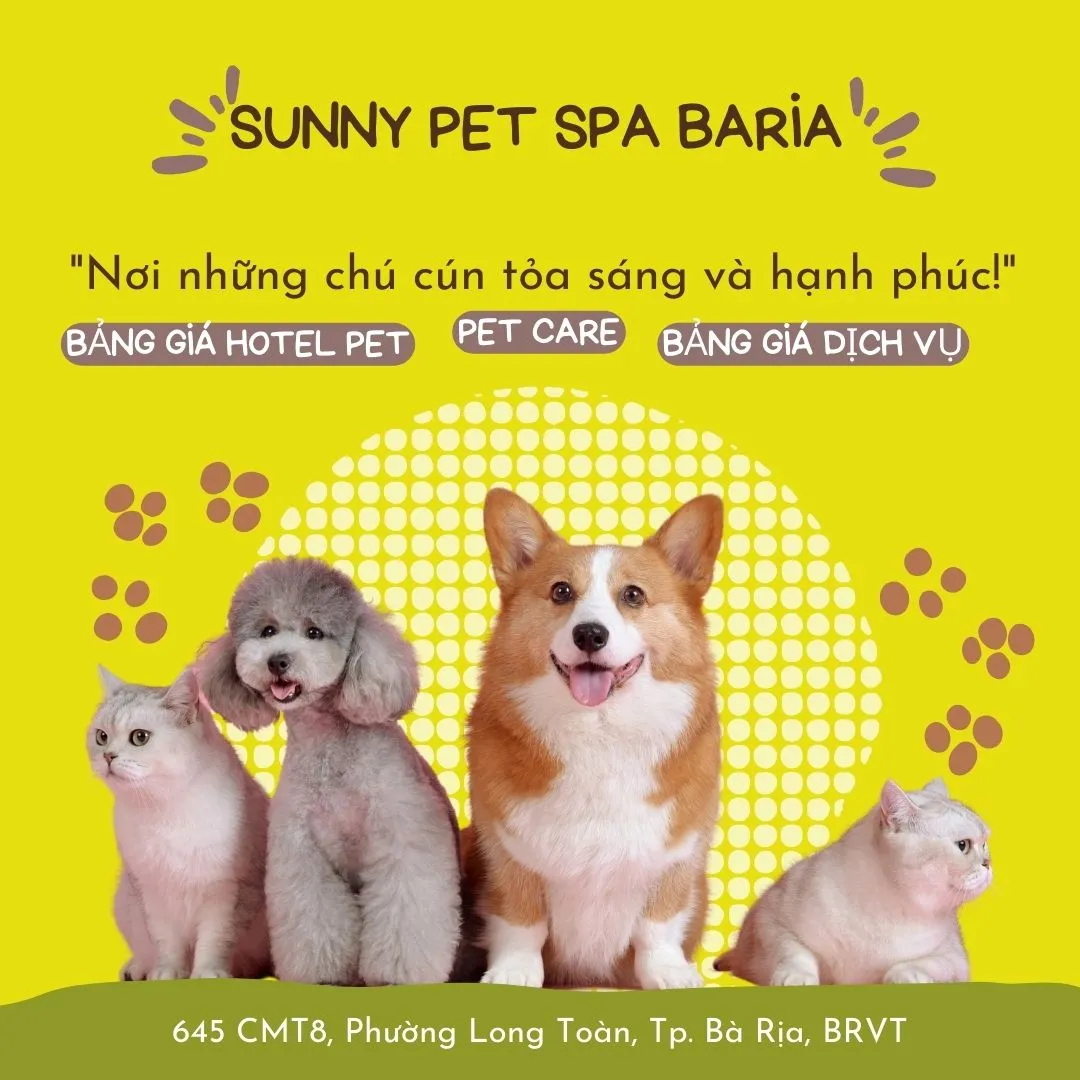 SUNNY PET SPA BARIA
"Nơi những chú cún tỏa sáng và hạnh phúc!"
BẢNG GIÁ HOTEL PET
PET CARE
BẢNG GIÁ DỊCH VỤ
645 CMT8, Phường Long Toàn, Tp. Bà Rịa, BRVT